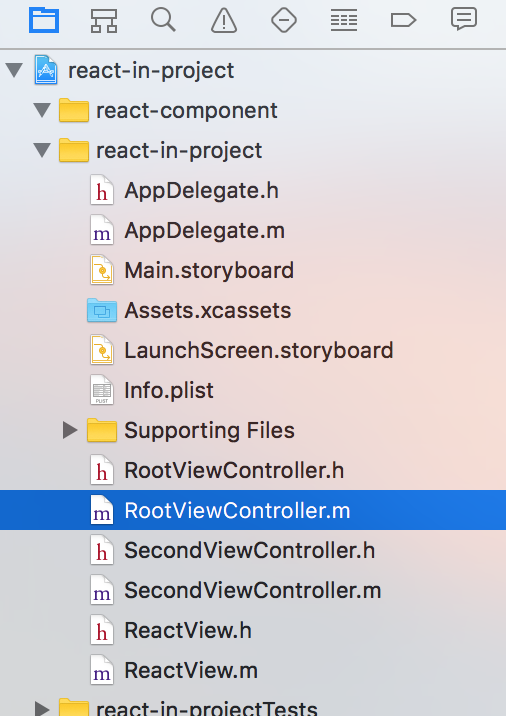 react-in-project
react-component
react-in-project
h AppDelegate.h
m AppDelegate.m
Main.storyboard
Assets.xcassets
LaunchScreen.storyboard
PLIST Info.plist
Supporting Files
h RootViewController.h
m RootViewController.m
h SecondViewController.h
m SecondViewController.m
h ReactView.h
m ReactView.m
react-in-projectTests